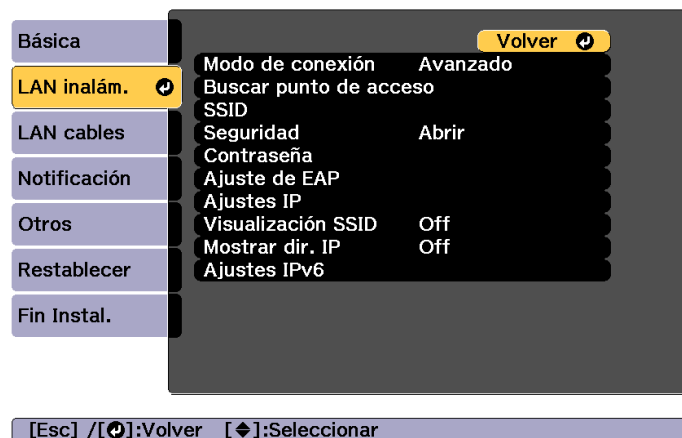 Básica
LAN inalám.
LAN cables
Notificación
Otros
Restablecer
Fin Instal.
Volver
Modo de conexión Avanzado
Buscar punto de acceso
SSID
Seguridad Abrir
Contraseña
Ajuste de EAP
Ajustes IP
Visualización SSID Off
Mostrar dir. IP Off
Ajustes IPv6
[Esc] /[↵]:Volver [◆]:Seleccionar